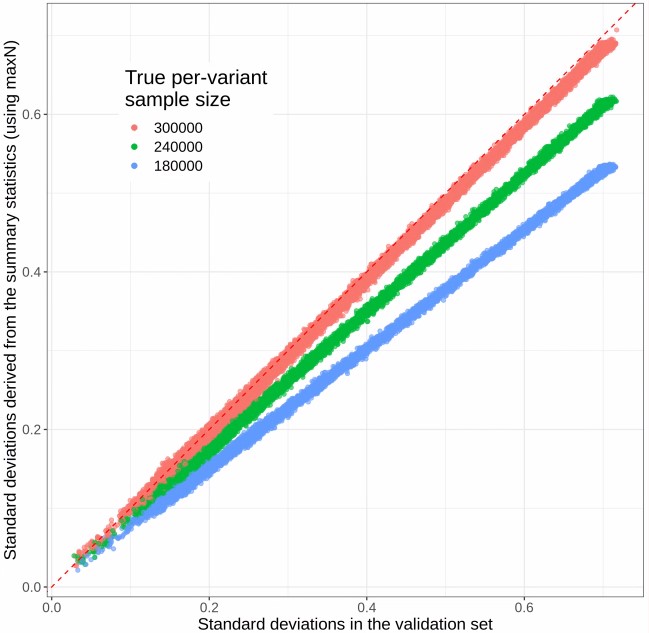 Standard deviations derived from the summary statistics (using maxN)
True per-variant
sample size
300000
240000
180000
0.6
0.4
0.2
0.0
0.0 0.2 0.4 0.6
Standard deviations in the validation set